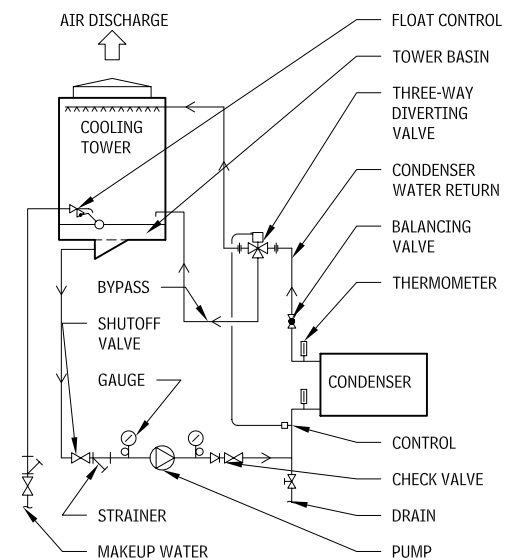 AIR DISCHARGE
FLOAT CONTROL
TOWER BASIN
THREE-WAY
DIVERTING
VALVE
COOLING
TOWER
CONDENSER
WATER RETURN
BALANCING
VALVE
BYPASS
THERMOMETER
SHUTOFF
VALVE
GAUGE
CONDENSER
CONTROL
CHECK VALVE
STRAINER
DRAIN
MAKEUP WATER
PUMP